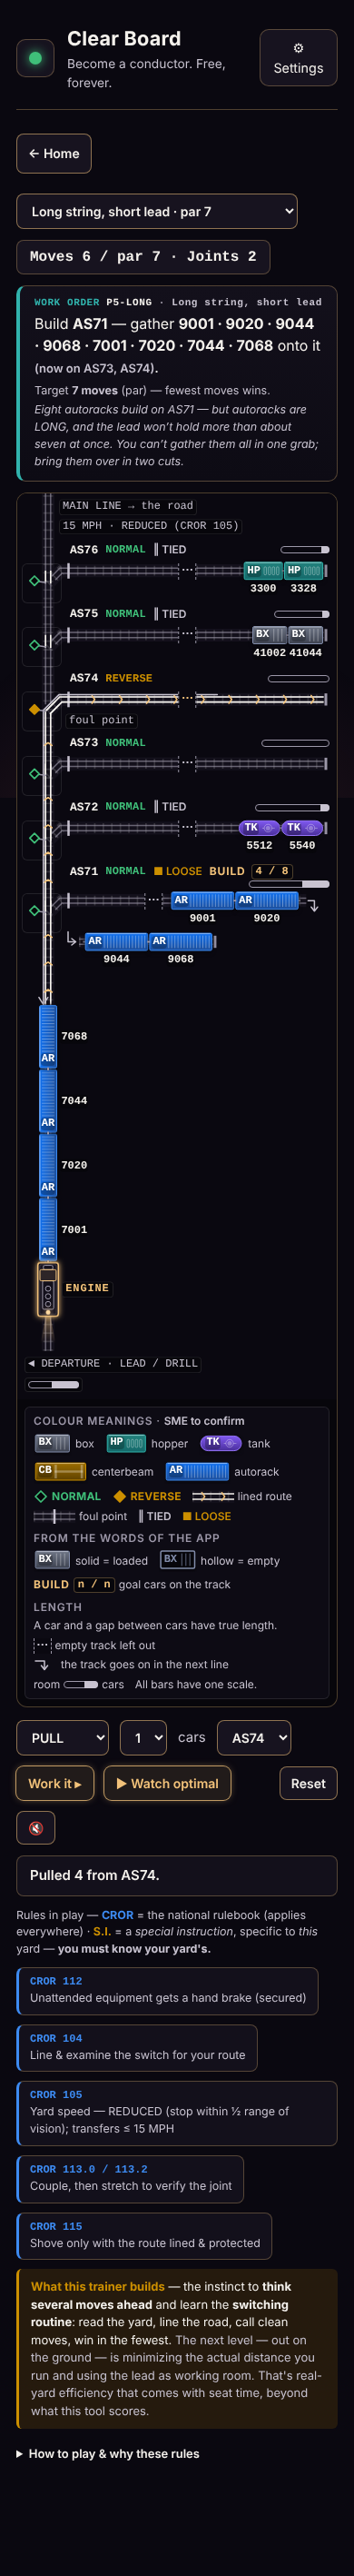 Clear Board
Become a conductor. Free,
forever.
⚙
Settings
← Home
Long string, short lead · par 7
Moves 6 / par 7 · Joints 2
WORK ORDER P5-LONG · Long string, short lead
Build AS71 — gather 9001 · 9020 · 9044
· 9068 · 7001 · 7020 · 7044 · 7068 onto it
(now on AS73, AS74).
Target 7 moves (par) — fewest moves wins.
Eight autoracks build on AS71 — but autoracks are
LONG, and the lead won't hold more than about
seven at once. You can't gather them all in one grab;
bring them over in two cuts.
MAIN LINE → the road
15 MPH · REDUCED (CROR 105)
AS76 NORMAL ‖ TIED
HP HP
3300 3328
AS75 NORMAL ‖ TIED
BX BX
41002 41044
AS74 REVERSE
foul point
AS73 NORMAL
AS72 NORMAL ‖ TIED
TK TK
5512 5540
AS71 NORMAL ■ LOOSE BUILD 4 / 8
AR AR
9001 9020
AR AR
9044 9068
7068
AR
7044
AR
7020
AR
7001
AR
ENGINE
◄ DEPARTURE · LEAD / DRILL
COLOUR MEANINGS · SME to confirm
BX box HP hopper TK tank
CB centerbeam AR autorack
◇ NORMAL ◆ REVERSE lined route
foul point ‖ TIED ■ LOOSE
FROM THE WORDS OF THE APP
BX solid = loaded BX hollow = empty
BUILD n / n goal cars on the track
LENGTH
A car and a gap between cars have true length.
··· empty track left out
the track goes on in the next line
room cars All bars have one scale.
PULL 1 cars AS74
Work it ▸ ▶ Watch optimal Reset
🔇
Pulled 4 from AS74.
Rules in play — CROR = the national rulebook (applies
everywhere) · S.I. = a special instruction, specific to this
yard — you must know your yard's.
CROR 112
Unattended equipment gets a hand brake (secured)
CROR 104
Line & examine the switch for your route
CROR 105
Yard speed — REDUCED (stop within ½ range of
vision); transfers ≤ 15 MPH
CROR 113.0 / 113.2
Couple, then stretch to verify the joint
CROR 115
Shove only with the route lined & protected
What this trainer builds — the instinct to think
several moves ahead and learn the switching
routine: read the yard, line the road, call clean
moves, win in the fewest. The next level — out on
the ground — is minimizing the actual distance you
run and using the lead as working room. That's real-
yard efficiency that comes with seat time, beyond
what this tool scores.
▶ How to play & why these rules